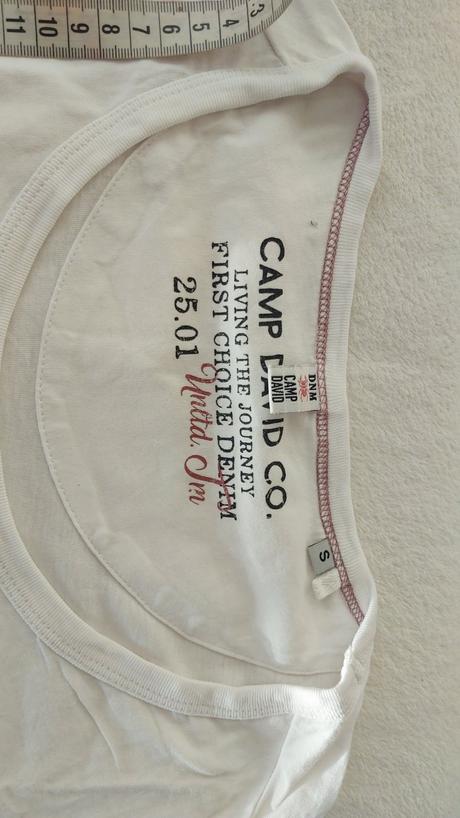 11 10 9 8 7 6 5 4 3
CAMP DAVID CO.
LIVING THE JOURNEY
FIRST CHOICE DENIM
25.01
DNM
CAMP
DAVID
S